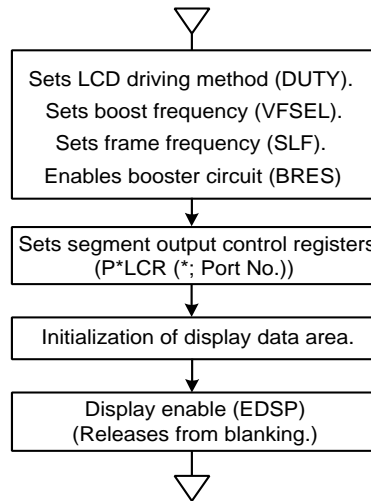 Sets LCD driving method (DUTY).
Sets boost frequency (VFSEL).
Sets frame frequency (SLF).
Enables booster circuit (BRES)
Sets segment output control registers
(P*LCR (*; Port No.))
Initialization of display data area.
Display enable (EDSP)
(Releases from blanking.)